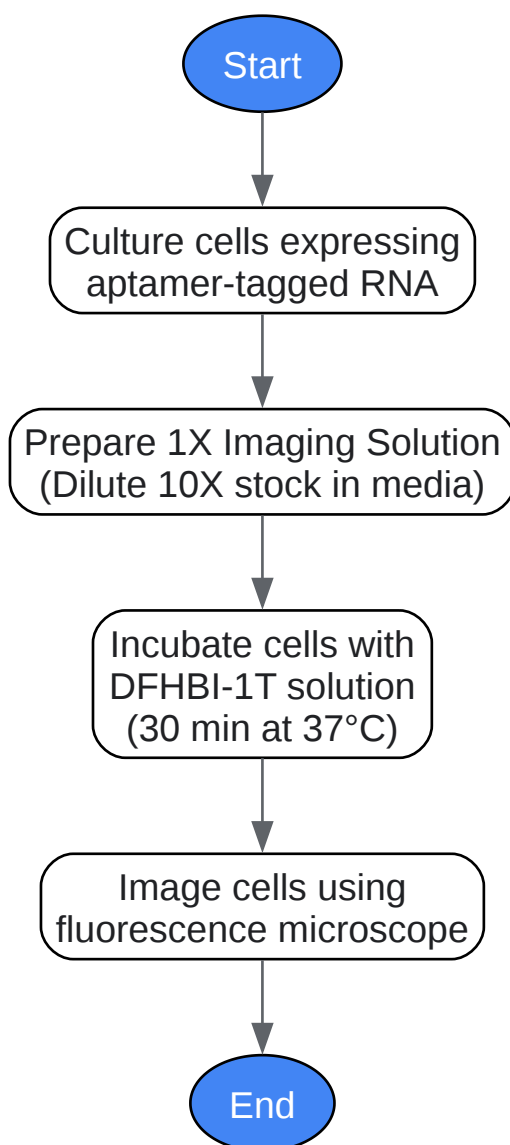 Start
Culture cells expressing
aptamer-tagged RNA
Prepare 1X Imaging Solution
(Dilute 10X stock in media)
Incubate cells with
DFHBI-1T solution
(30 min at 37°C)
Image cells using
fluorescence microscope
End